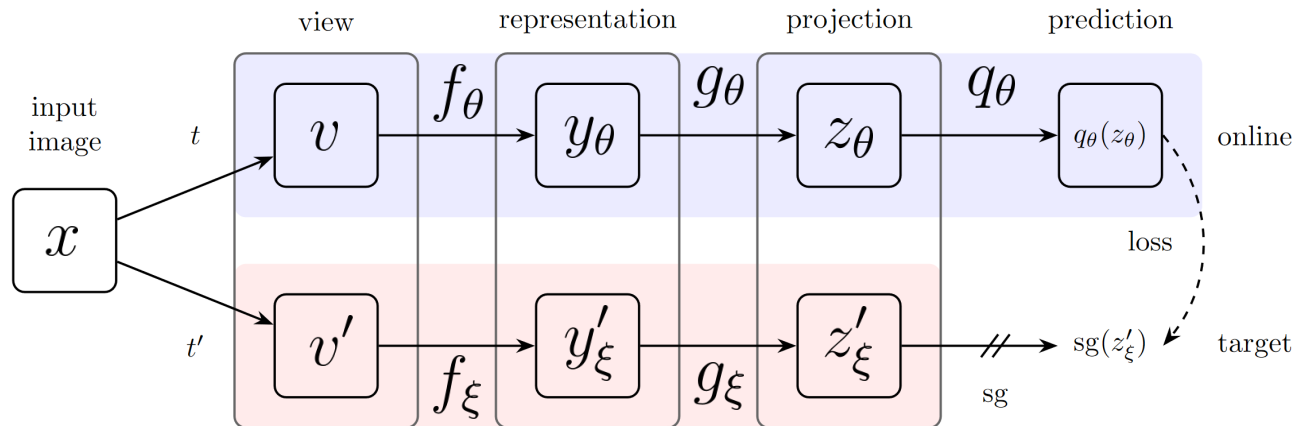 view representation projection prediction
input
image
t
f_θ g_θ q_θ
v y_θ z_θ q_θ(z_θ) online
x
loss
t′
v′ y′_ξ z′_ξ sg(z′_ξ) target
f_ξ g_ξ sg